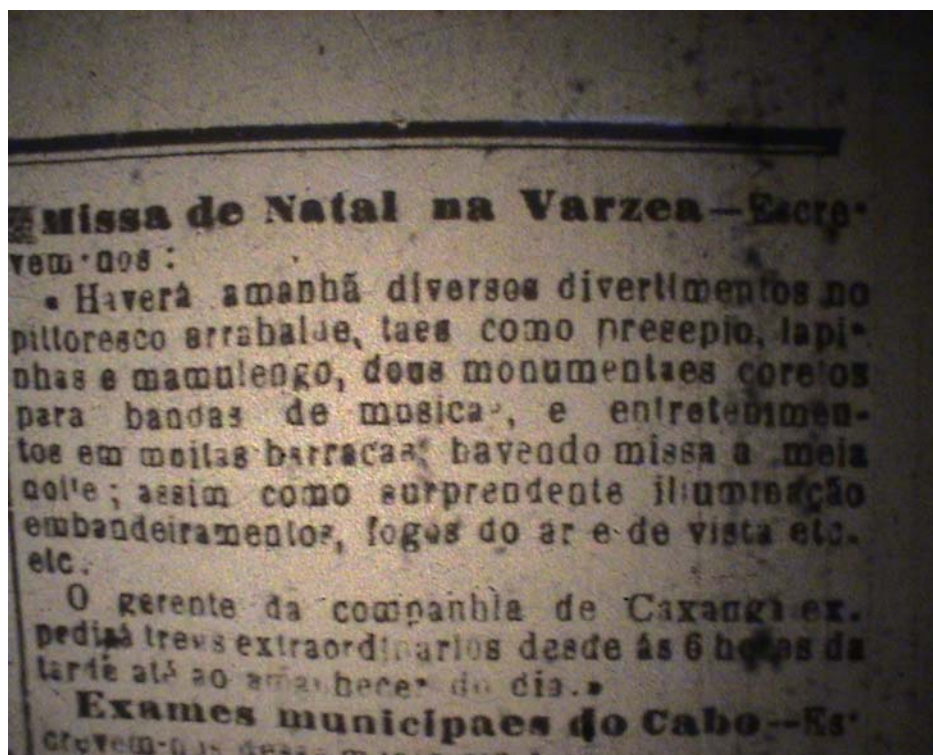 Missa de Natal na Varzea—Escre-
vem-nos:
« Haverá amanhã diversos divertimentos no
pittoresco arrabalde, taes como presepio, lapi-
nhas e mamulengo, dous monumentaes coretos
para bandas de musica, e entretenimen-
tos em muitas barracas; havendo missa a meia
noite; assim como surprendente illuminação
embandeiramentos, fogos do ar e de vista etc.
etc.
O gerente da companhia de Caxangá ex-
pedirá trens extraordinarios desde ás 6 horas da
tarde até ao amanhecer do dia.»
Exames municipaes do Cabo—Es-
crevem-nos